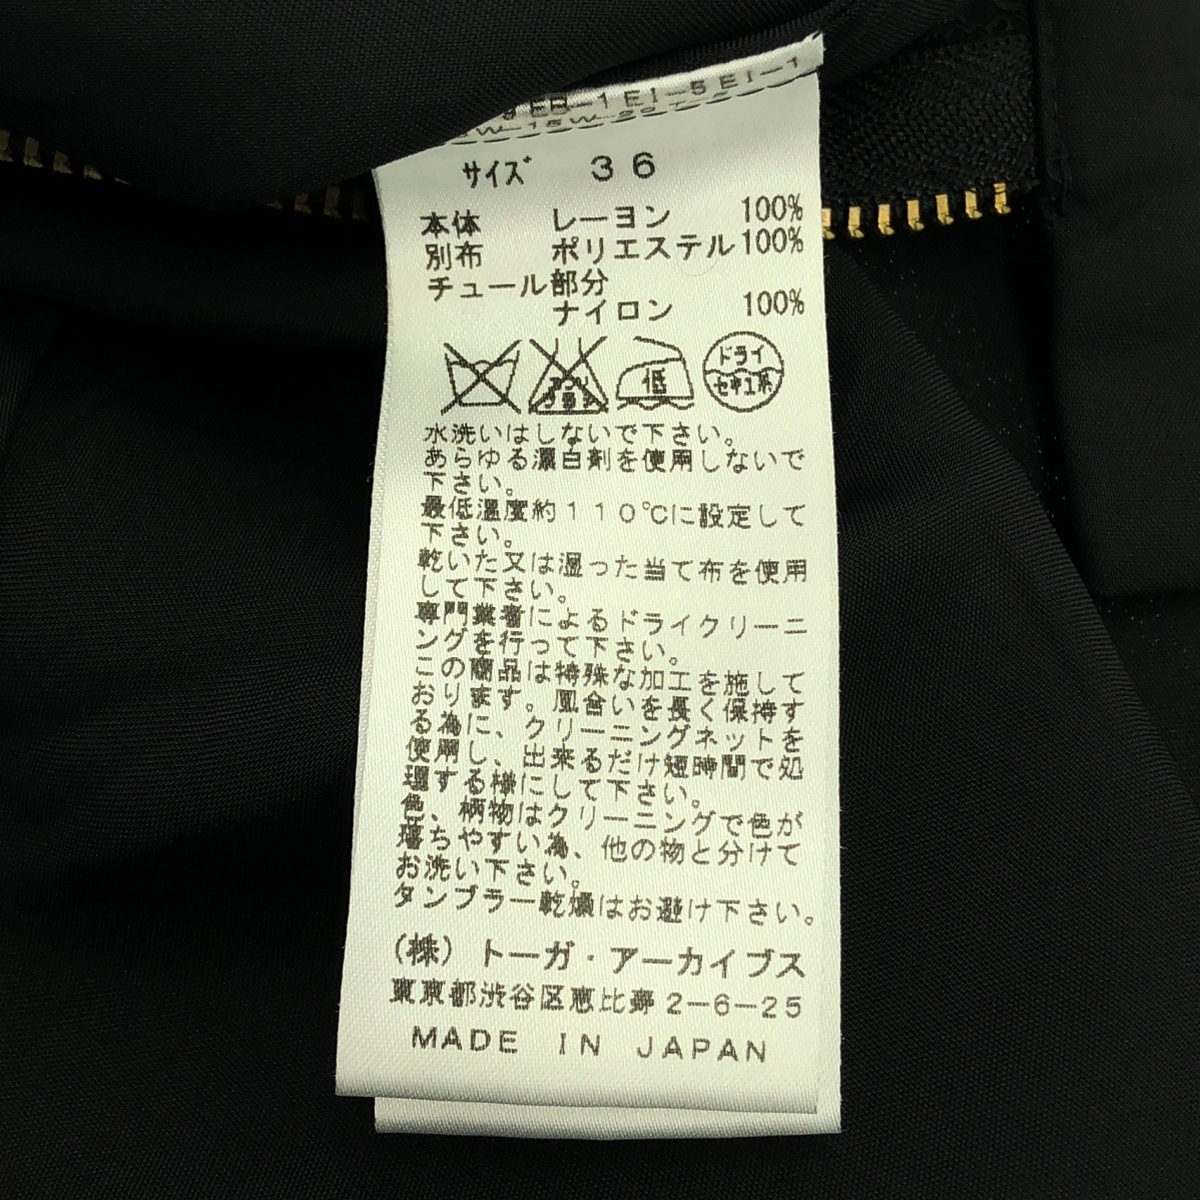 9EB-1EI-5EI-1
サイズ 36
本体 レーヨン 100%
別布 ポリエステル 100%
チュール部分
ナイロン 100%
エンソ
サラシ
低
ドライ
セキユ系
水洗いはしないで下さい。
あらゆる漂白剤を使用しないで
下さい。
最低温度約110℃に設定して
下さい。
乾いた又は湿った当て布を使用
して下さい。
専門業者によるドライクリーニ
ングを行って下さい。
この商品は特殊な加工を施して
おります。風合いを長く保持す
る為に、クリーニングネットを
使用し、出来るだけ短時間で処
理する様にして下さい。
色、柄物はクリーニングで色が
落ちやすい為、他の物と分けて
お洗い下さい。
タンブラー乾燥はお避け下さい。
(株)トーガ・アーカイブス
東京都渋谷区恵比寿2-6-25
MADE IN JAPAN